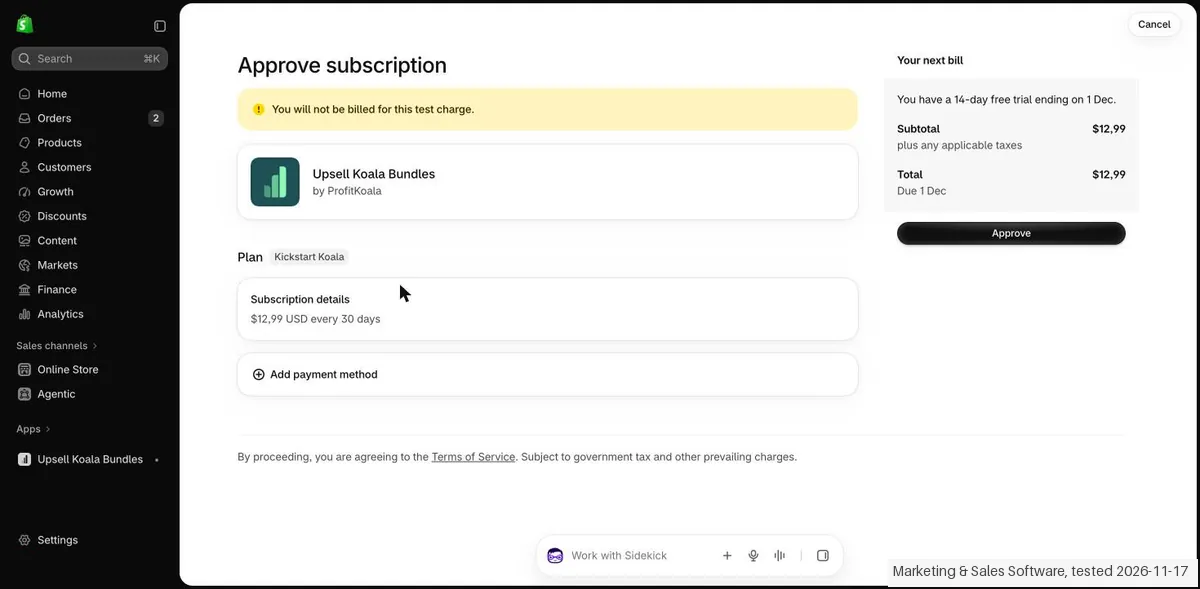 Search ⌘K
Home
Orders 2
Products
Customers
Growth
Discounts
Content
Markets
Finance
Analytics
Sales channels
Online Store
Agentic
Apps
Upsell Koala Bundles
Settings
Cancel
Approve subscription
You will not be billed for this test charge.
Upsell Koala Bundles
by ProfitKoala
Plan Kickstart Koala
Subscription details
$12,99 USD every 30 days
Add payment method
Your next bill
You have a 14-day free trial ending on 1 Dec.
Subtotal $12,99
plus any applicable taxes
Total $12,99
Due 1 Dec
Approve
By proceeding, you are agreeing to the Terms of Service. Subject to government tax and other prevailing charges.
Work with Sidekick
Marketing & Sales Software, tested 2026-11-17